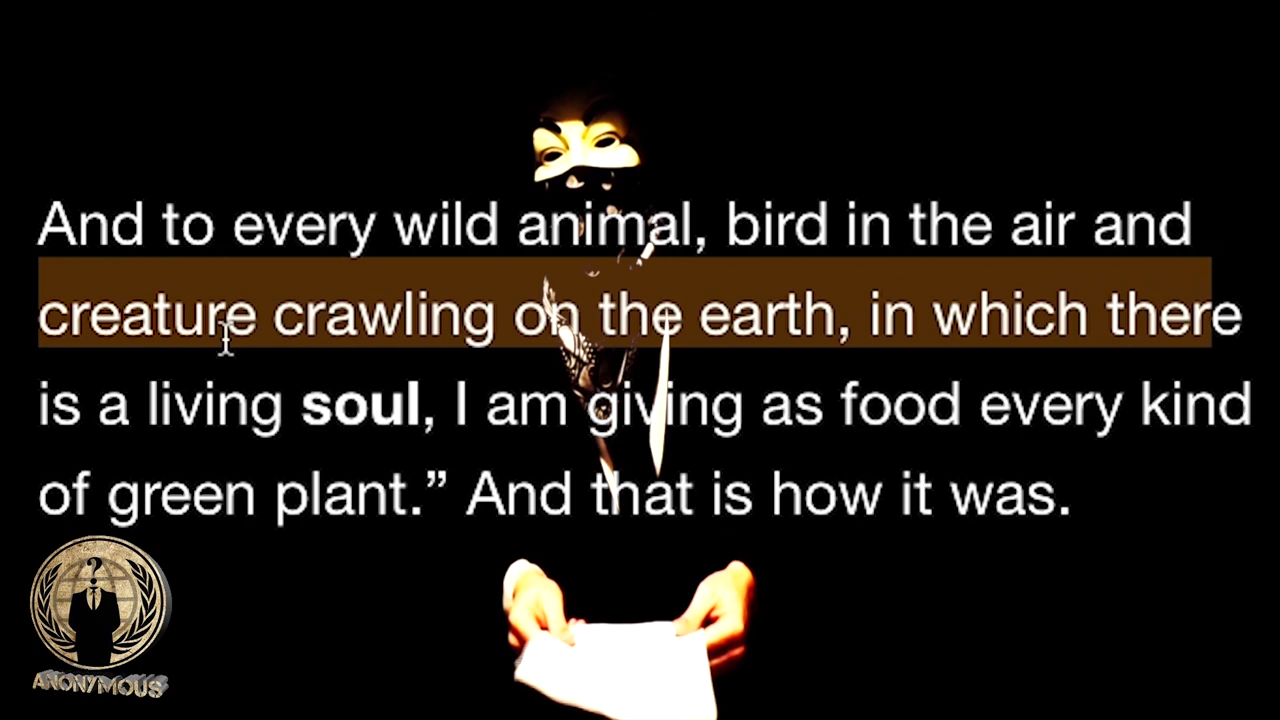 And to every wild animal, bird in the air and
creature crawling on the earth, in which there
is a living soul, I am giving as food every kind
of green plant.” And that is how it was.
?
ANONYMOUS